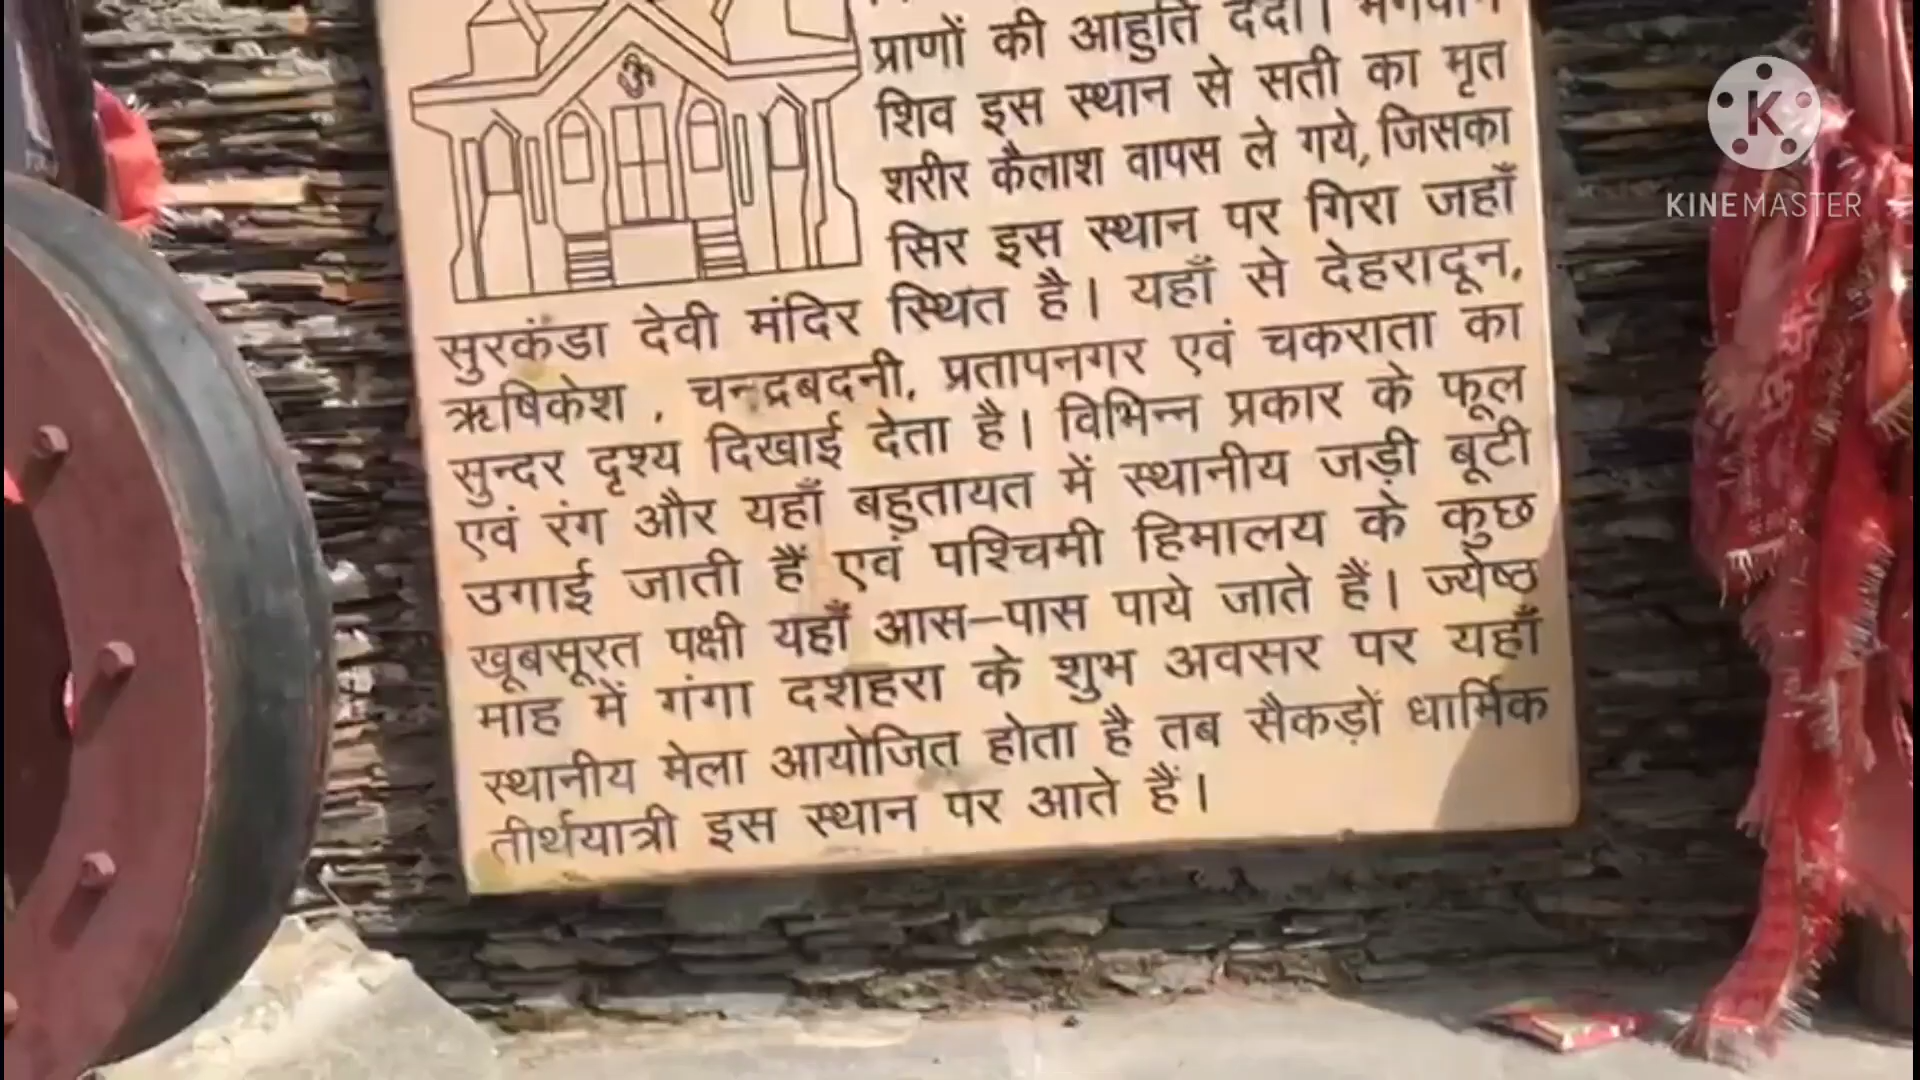 प्राणों की आहुति देदी। भगवान
शिव इस स्थान से सती का मृत
शरीर कैलाश वापस ले गये, जिसका
सिर इस स्थान पर गिरा जहाँ
सुरकंडा देवी मंदिर स्थित है। यहाँ से देहरादून,
ऋषिकेश , चन्द्रबदनी, प्रतापनगर एवं चकराता का
सुन्दर दृश्य दिखाई देता है। विभिन्न प्रकार के फूल
एवं रंग और यहाँ बहुतायत में स्थानीय जड़ी बूटी
उगाई जाती हैं एवं पश्चिमी हिमालय के कुछ
खूबसूरत पक्षी यहाँ आस-पास पाये जाते हैं। ज्येष्ठ
माह में गंगा दशहरा के शुभ अवसर पर यहाँ
स्थानीय मेला आयोजित होता है तब सैकड़ों धार्मिक
तीर्थयात्री इस स्थान पर आते हैं।
ॐ
K
KINEMASTER